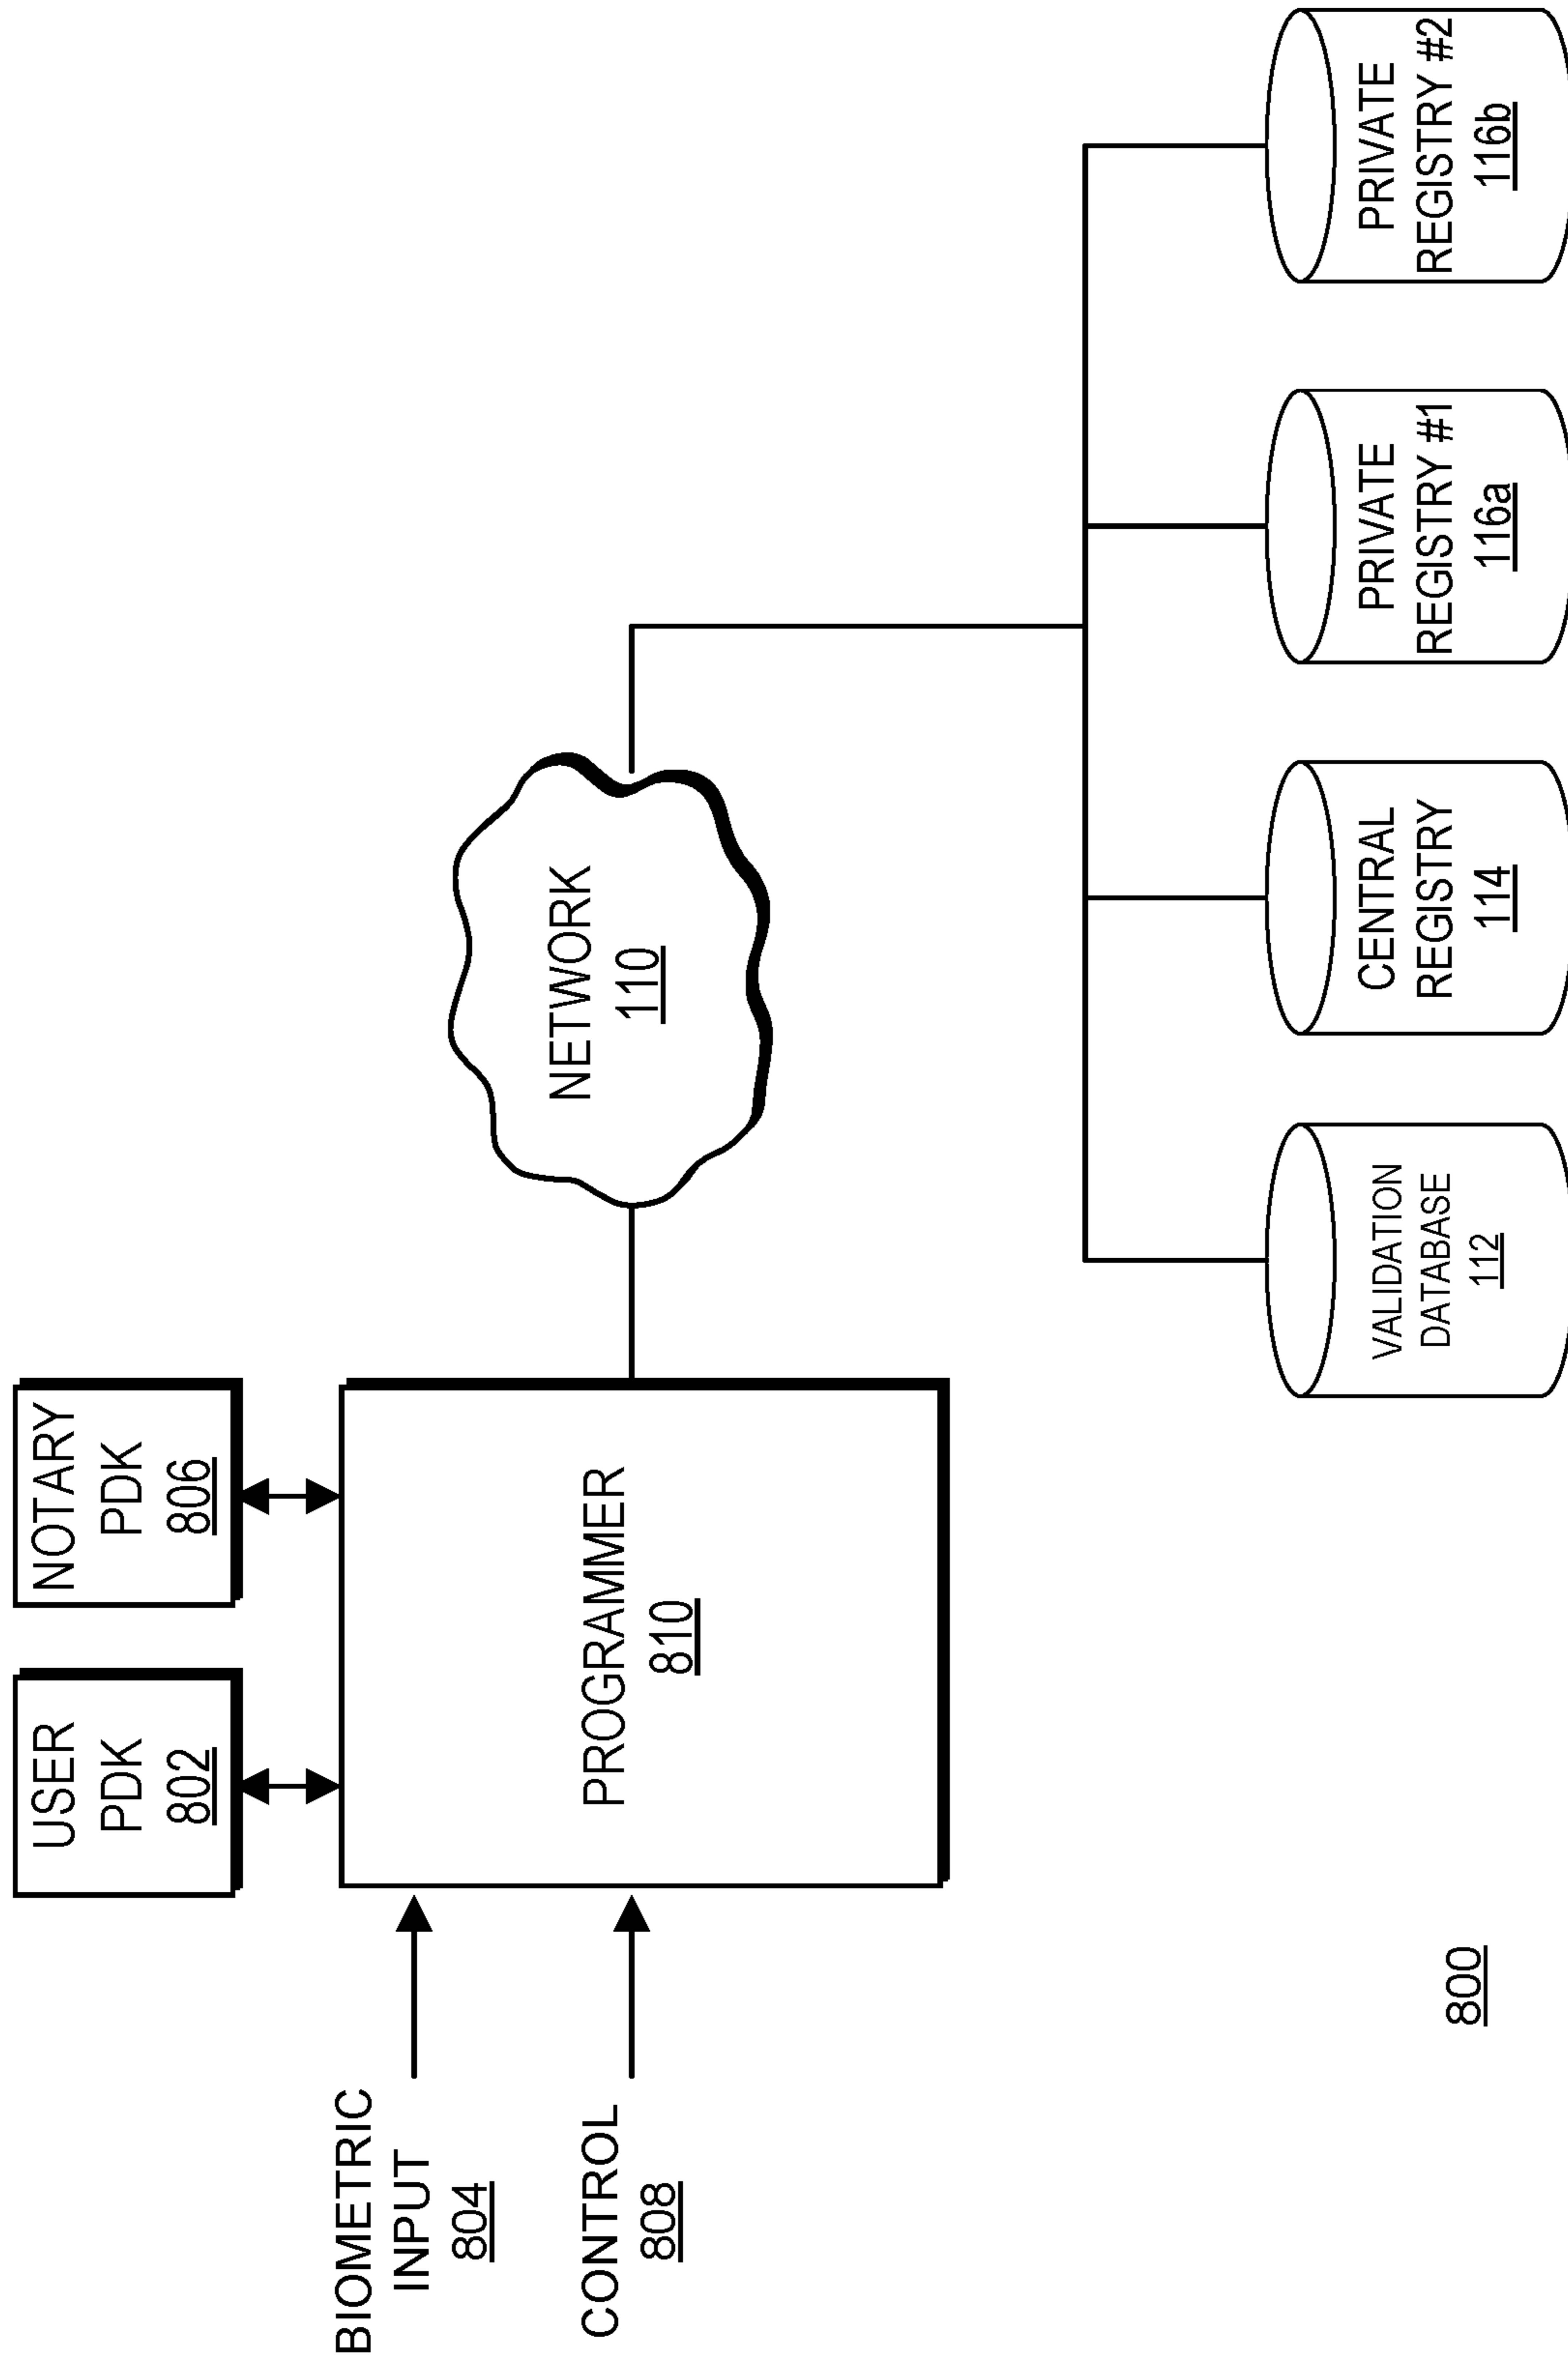 USER
PDK
802
NOTARY
PDK
806
BIOMETRIC
INPUT
804
CONTROL
808
PROGRAMMER
810
NETWORK
110
VALIDATION
DATABASE
112
CENTRAL
REGISTRY
114
PRIVATE
REGISTRY #1
116a
PRIVATE
REGISTRY #2
116b
800